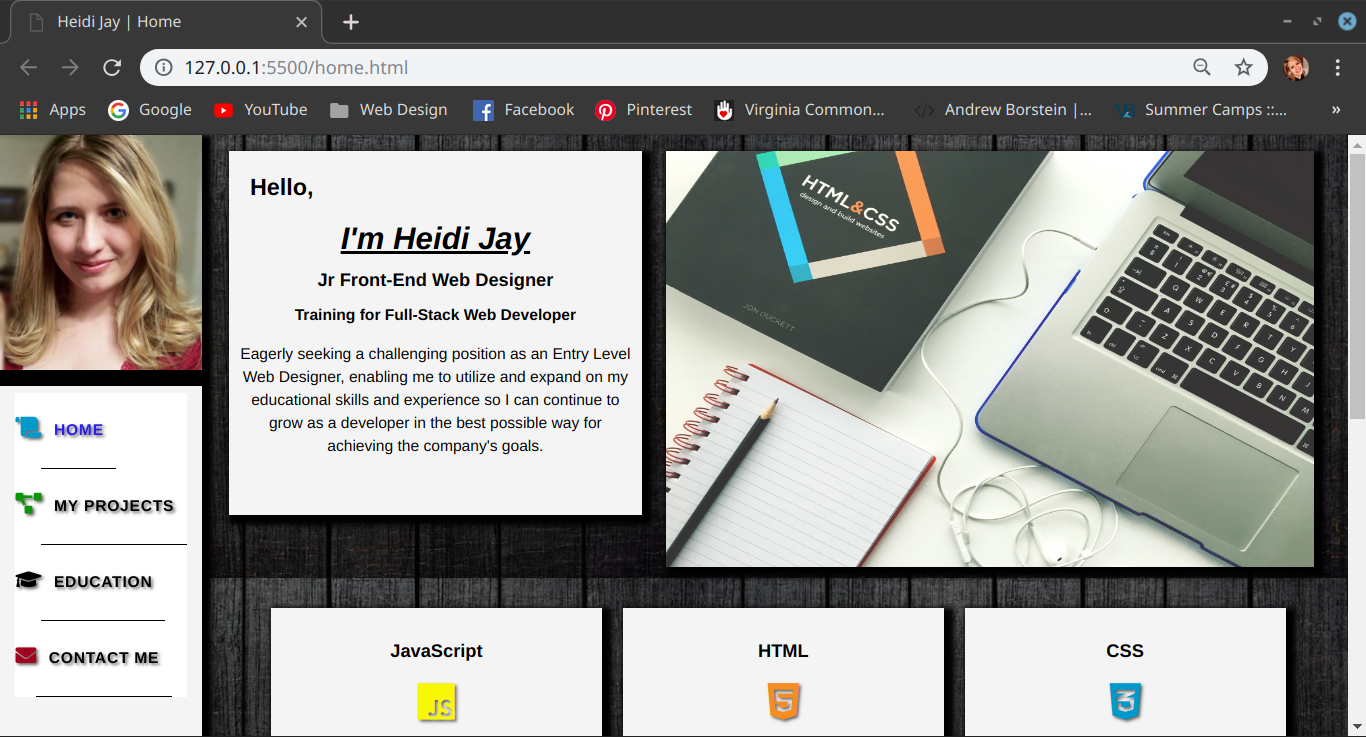 Heidi Jay | Home
127.0.0.1:5500/home.html
Apps Google YouTube Web Design Facebook Pinterest Virginia Common... Andrew Borstein |... Summer Camps ::... »
Hello,
I'm Heidi Jay
Jr Front-End Web Designer
Training for Full-Stack Web Developer
Eagerly seeking a challenging position as an Entry Level
Web Designer, enabling me to utilize and expand on my
educational skills and experience so I can continue to
grow as a developer in the best possible way for
achieving the company's goals.
HTML&CSS
design and build websites
JON DUCKETT
HOME
MY PROJECTS
EDUCATION
CONTACT ME
JavaScript
JS
HTML
5
CSS
3